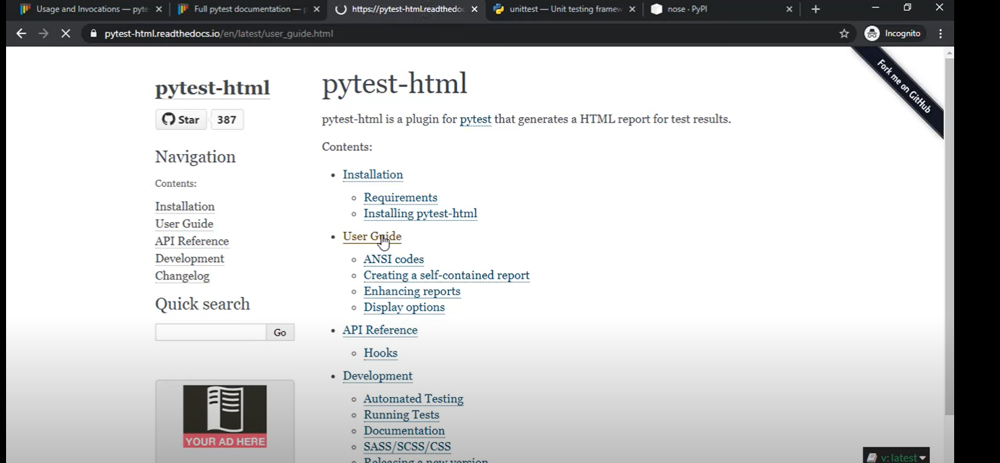 Usage and Invocations — pyte
Full pytest documentation — p
https://pytest-html.readthedoc
unittest — Unit testing framew
nose · PyPI
pytest-html.readthedocs.io/en/latest/user_guide.html
Incognito
Fork me on GitHub
pytest-html
Star 387
Navigation
Contents:
Installation
User Guide
API Reference
Development
Changelog
Quick search
Go
YOUR AD HERE
pytest-html
pytest-html is a plugin for pytest that generates a HTML report for test results.
Contents:
• Installation
◦ Requirements
◦ Installing pytest-html
• User Guide
◦ ANSI codes
◦ Creating a self-contained report
◦ Enhancing reports
◦ Display options
• API Reference
◦ Hooks
• Development
◦ Automated Testing
◦ Running Tests
◦ Documentation
◦ SASS/SCSS/CSS
◦ Releasing a new version
v: latest